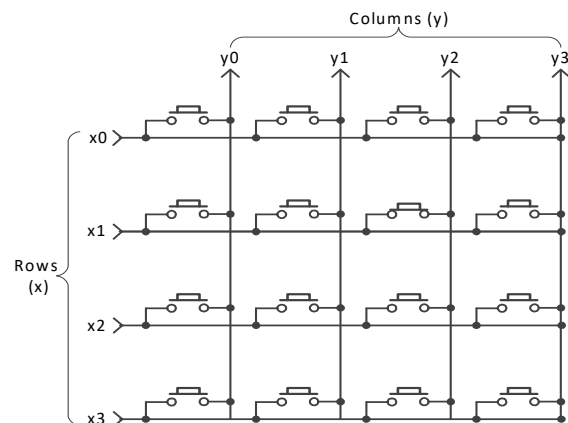 Columns (y)
y0 y1 y2 y3
x0
x1
Rows
(x)
x2
x3